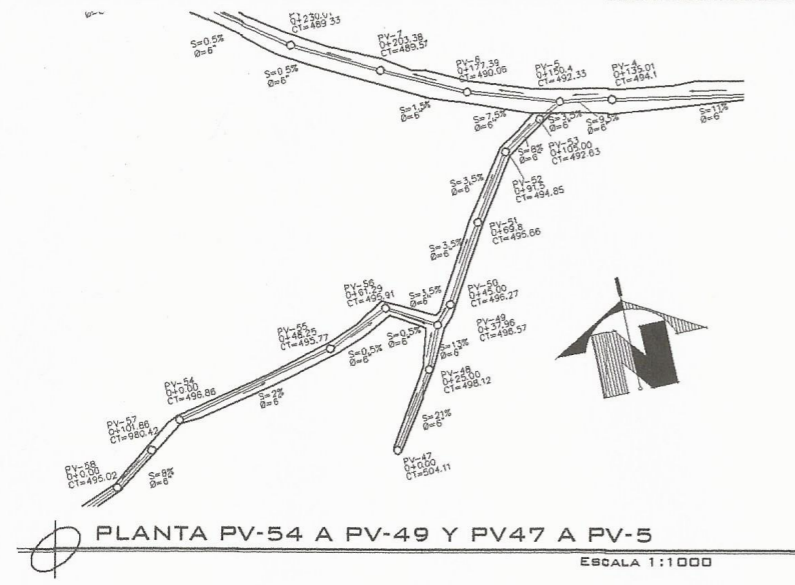 0+230.01
CT=489.33
S=0.5%
Ø=6"
S=0.5%
Ø=6"
PV-7
0+203.38
CT=489.57
PV-6
0+177.39
CT=490.06
PV-5
0+150.4
CT=492.33
PV-4
0+135.01
CT=494.1
S=1.5%
Ø=6"
S=7.5%
Ø=6"
S=3.5%
Ø=6"
Ø=6"
S=11%
Ø=6"
S=8%
Ø=6"
PV-53
0+105.00
CT=492.63
PV-52
0+91.5
CT=494.85
S=3.5%
Ø=6"
PV-51
0+69.8
CT=495.66
S=3.5%
Ø=6"
PV-56
0+61.29
CT=495.91
S=3.5%
Ø=6"
PV-50
0+45.00
CT=496.27
PV-49
0+37.96
CT=496.57
PV-55
0+48.25
CT=495.77
S=0.5%
Ø=6"
S=0.5%
Ø=6"
S=13%
Ø=6"
PV-48
0+25.00
CT=498.12
PV-54
0+0.00
CT=496.86
S=2%
Ø=6"
S=21%
Ø=6"
PV-57
0+101.86
CT=980.42
PV-47
0+0.00
CT=504.11
PV-58
0+0.00
CT=495.02
S=8%
Ø=6"
N
PLANTA PV-54 A PV-49 Y PV47 A PV-5
ESCALA 1:1000